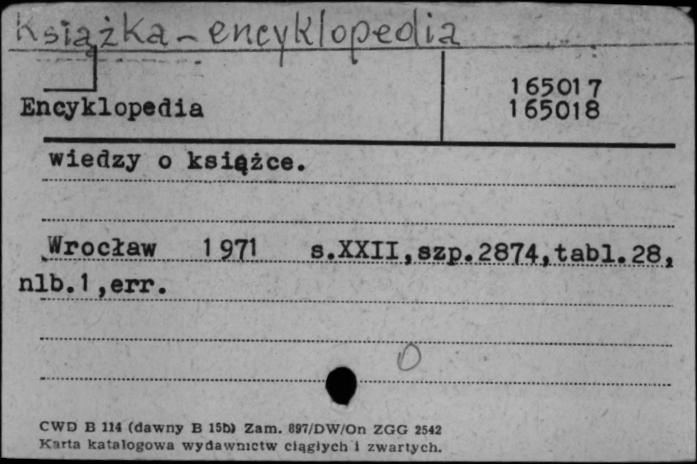 Książka - encyklopedia
165017
Encyklopedia 165018
wiedzy o książce.
Wrocław 1971 s.XXII,szp.2874,tabl.28,
nlb.1,err.
O
CWD B 114 (dawny B 15b) Zam. 897/DW/On ZGG 2542
Karta katalogowa wydawnictw ciągłych i zwartych.